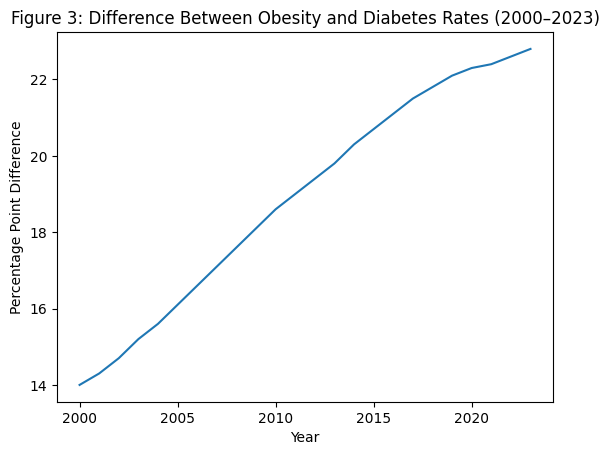 Figure 3: Difference Between Obesity and Diabetes Rates (2000–2023)
Percentage Point Difference
22
20
18
16
14
2000 2005 2010 2015 2020
Year